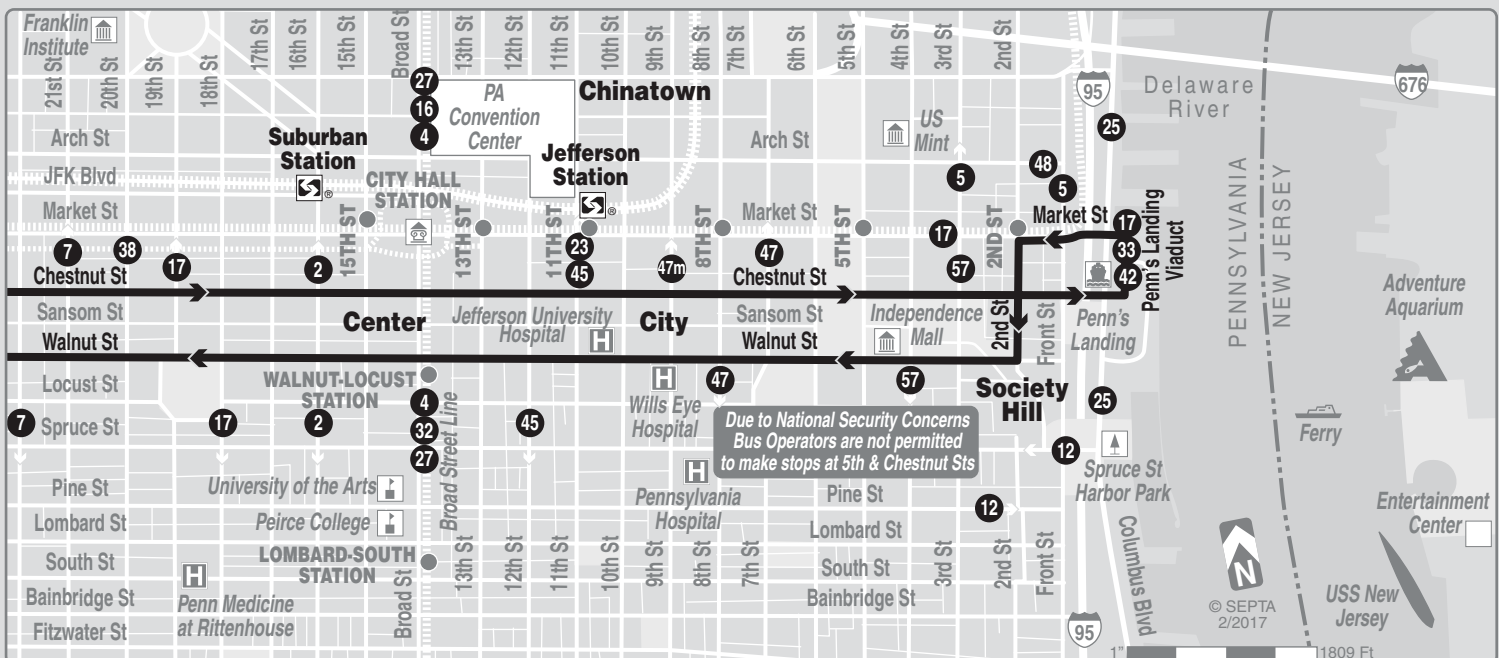 Franklin
Institute
21st St
20th St
19th St
18th St
17th St
16th St
15th St
Broad St
13th St
12th St
11th St
10th St
9th St
8th St
7th St
6th St
5th St
4th St
3rd St
2nd St
95
Delaware
River
676
27
16
4
PA
Convention
Center
Chinatown
25
Arch St
Suburban
Station
Arch St
US
Mint
Jefferson
Station
48
5
5
JFK Blvd
®
CITY HALL
STATION
®
PENNSYLVANIA
NEW JERSEY
Market St
15TH ST
13TH ST
11TH ST
8TH ST
Market St
5TH ST
2ND ST
Market St
Penn's Landing
Viaduct
17
33
42
7
38
17
2
23
45
47m
47
17
57
Chestnut St
Chestnut St
Adventure
Aquarium
Sansom St
Center
Jefferson University
Hospital
H
City
Sansom St
Independence
Mall
2nd St
Front St
Penn's
Landing
Walnut St
Walnut St
Locust St
WALNUT-LOCUST
STATION
H
Wills Eye
Hospital
47
57
Society
Hill
7
Spruce St
17
2
4
32
27
Broad Street Line
45
Due to National Security Concerns
Bus Operators are not permitted
to make stops at 5th & Chestnut Sts
25
12
Spruce St
Harbor Park
Ferry
Pine St
University of the Arts
H
Pennsylvania
Hospital
Pine St
12
Entertainment
Center
Lombard St
Peirce College
Lombard St
South St
LOMBARD-SOUTH
STATION
Broad St
13th St
12th St
11th St
10th St
9th St
8th St
7th St
South St
3rd St
2nd St
Front St
Columbus Blvd
N
Bainbridge St
H
Penn Medicine
at Rittenhouse
Bainbridge St
USS New
Jersey
Fitzwater St
95
© SEPTA
2/2017
1"
1809 Ft